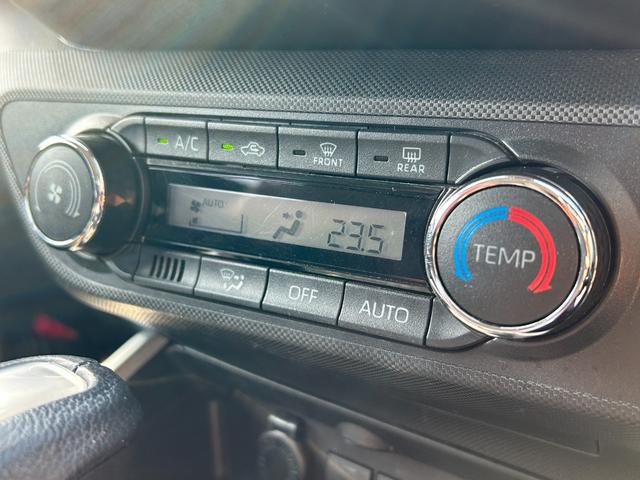 A/C
FRONT
REAR
AUTO
23.5
TEMP
OFF
AUTO